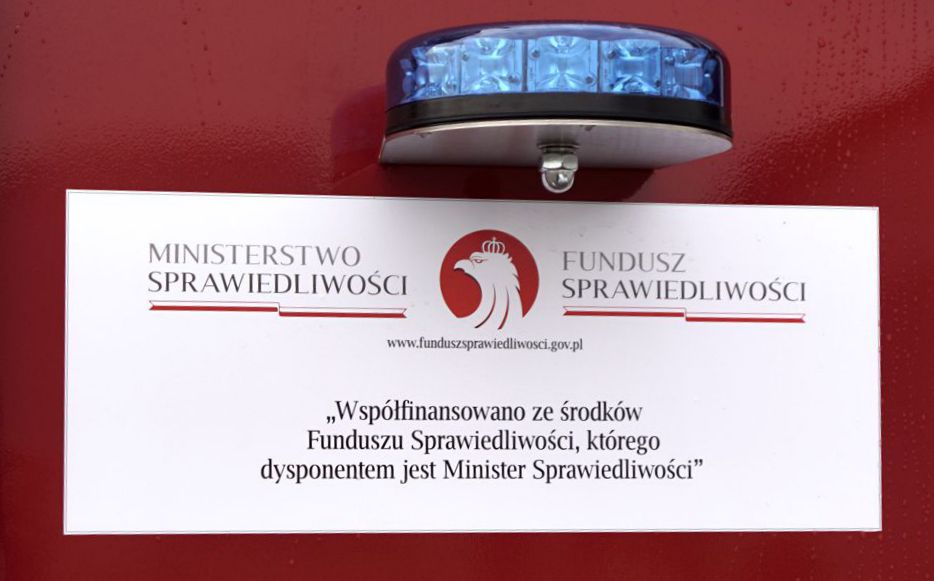 MINISTERSTWO
SPRAWIEDLIWOŚCI
FUNDUSZ
SPRAWIEDLIWOŚCI
www.funduszsprawiedliwosci.gov.pl
„Współfinansowano ze środków
Funduszu Sprawiedliwości, którego
dysponentem jest Minister Sprawiedliwości”